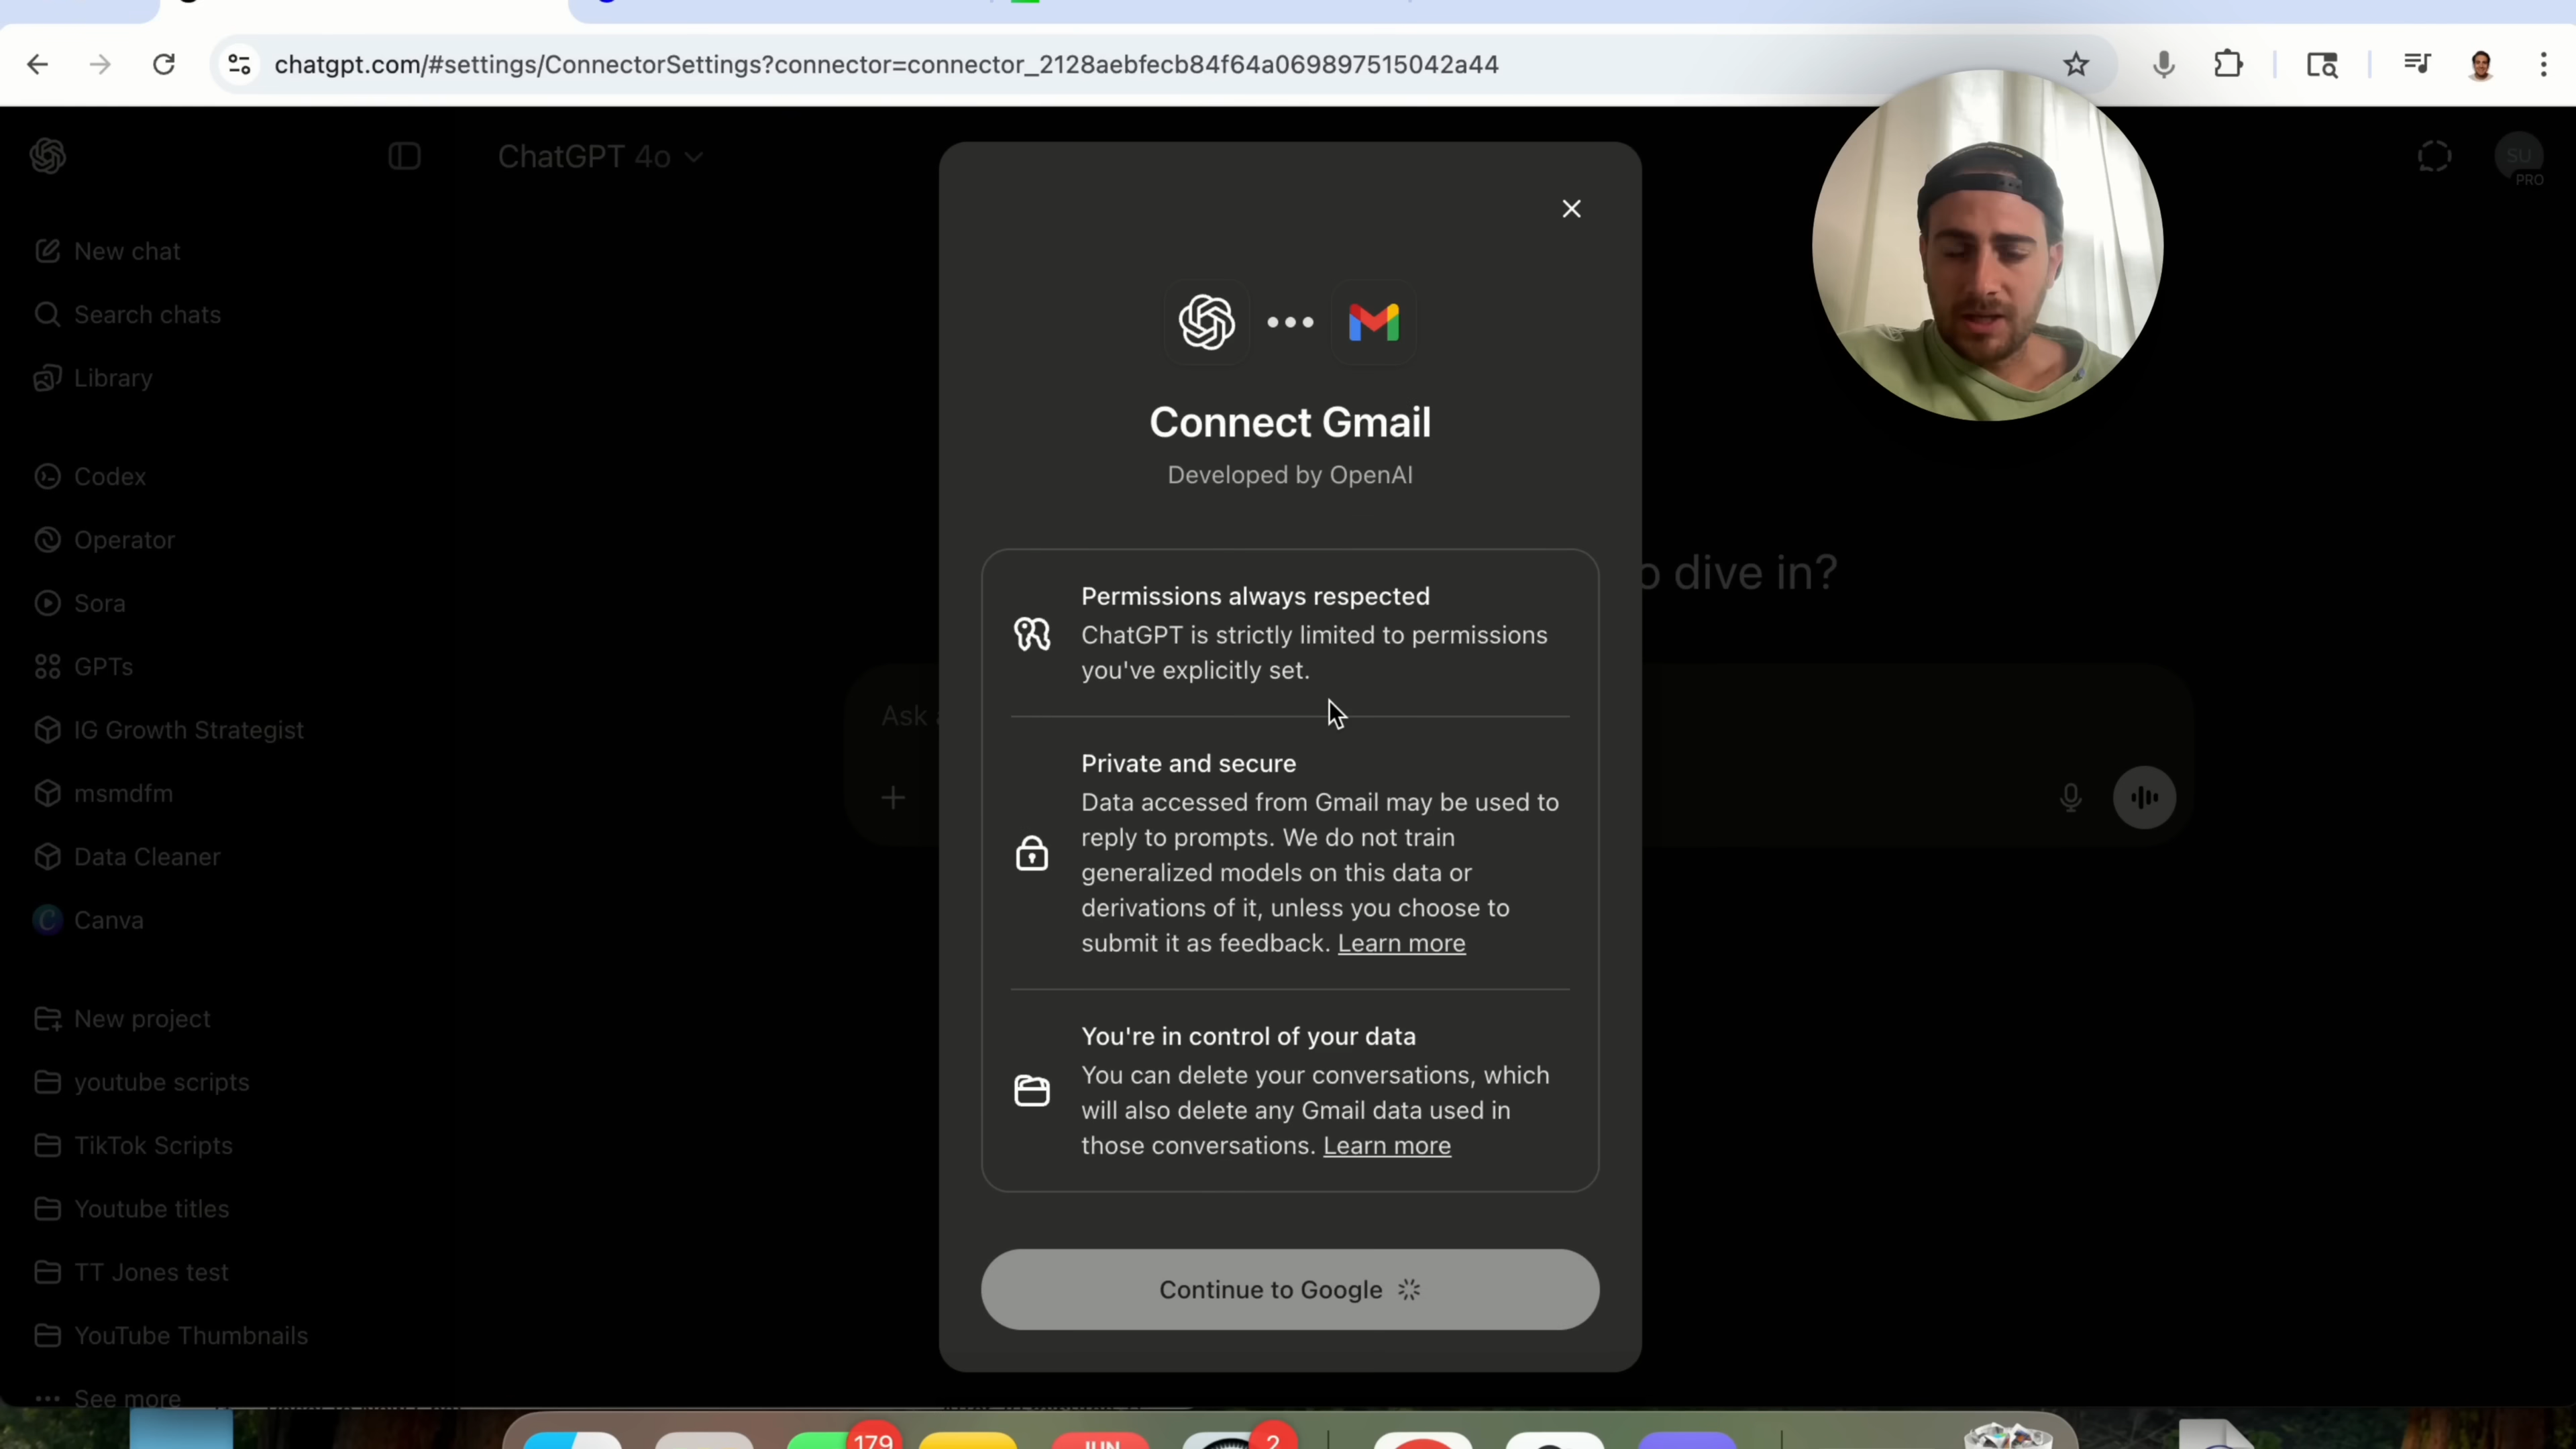 chatgpt.com/#settings/ConnectorSettings?connector=connector_2128aebfecb84f64a069897515042a44
ChatGPT 4o
SU
PRO
New chat
Search chats
Library
Codex
Operator
Sora
GPTs
IG Growth Strategist
msmdfm
Data Cleaner
Canva
New project
youtube scripts
TikTok Scripts
Youtube titles
TT Jones test
YouTube Thumbnails
See more
o dive in?
Ask
Connect Gmail
Developed by OpenAI
Permissions always respected
ChatGPT is strictly limited to permissions
you've explicitly set.
Private and secure
Data accessed from Gmail may be used to
reply to prompts. We do not train
generalized models on this data or
derivations of it, unless you choose to
submit it as feedback. Learn more
You're in control of your data
You can delete your conversations, which
will also delete any Gmail data used in
those conversations. Learn more
Continue to Google
179
JUN
2